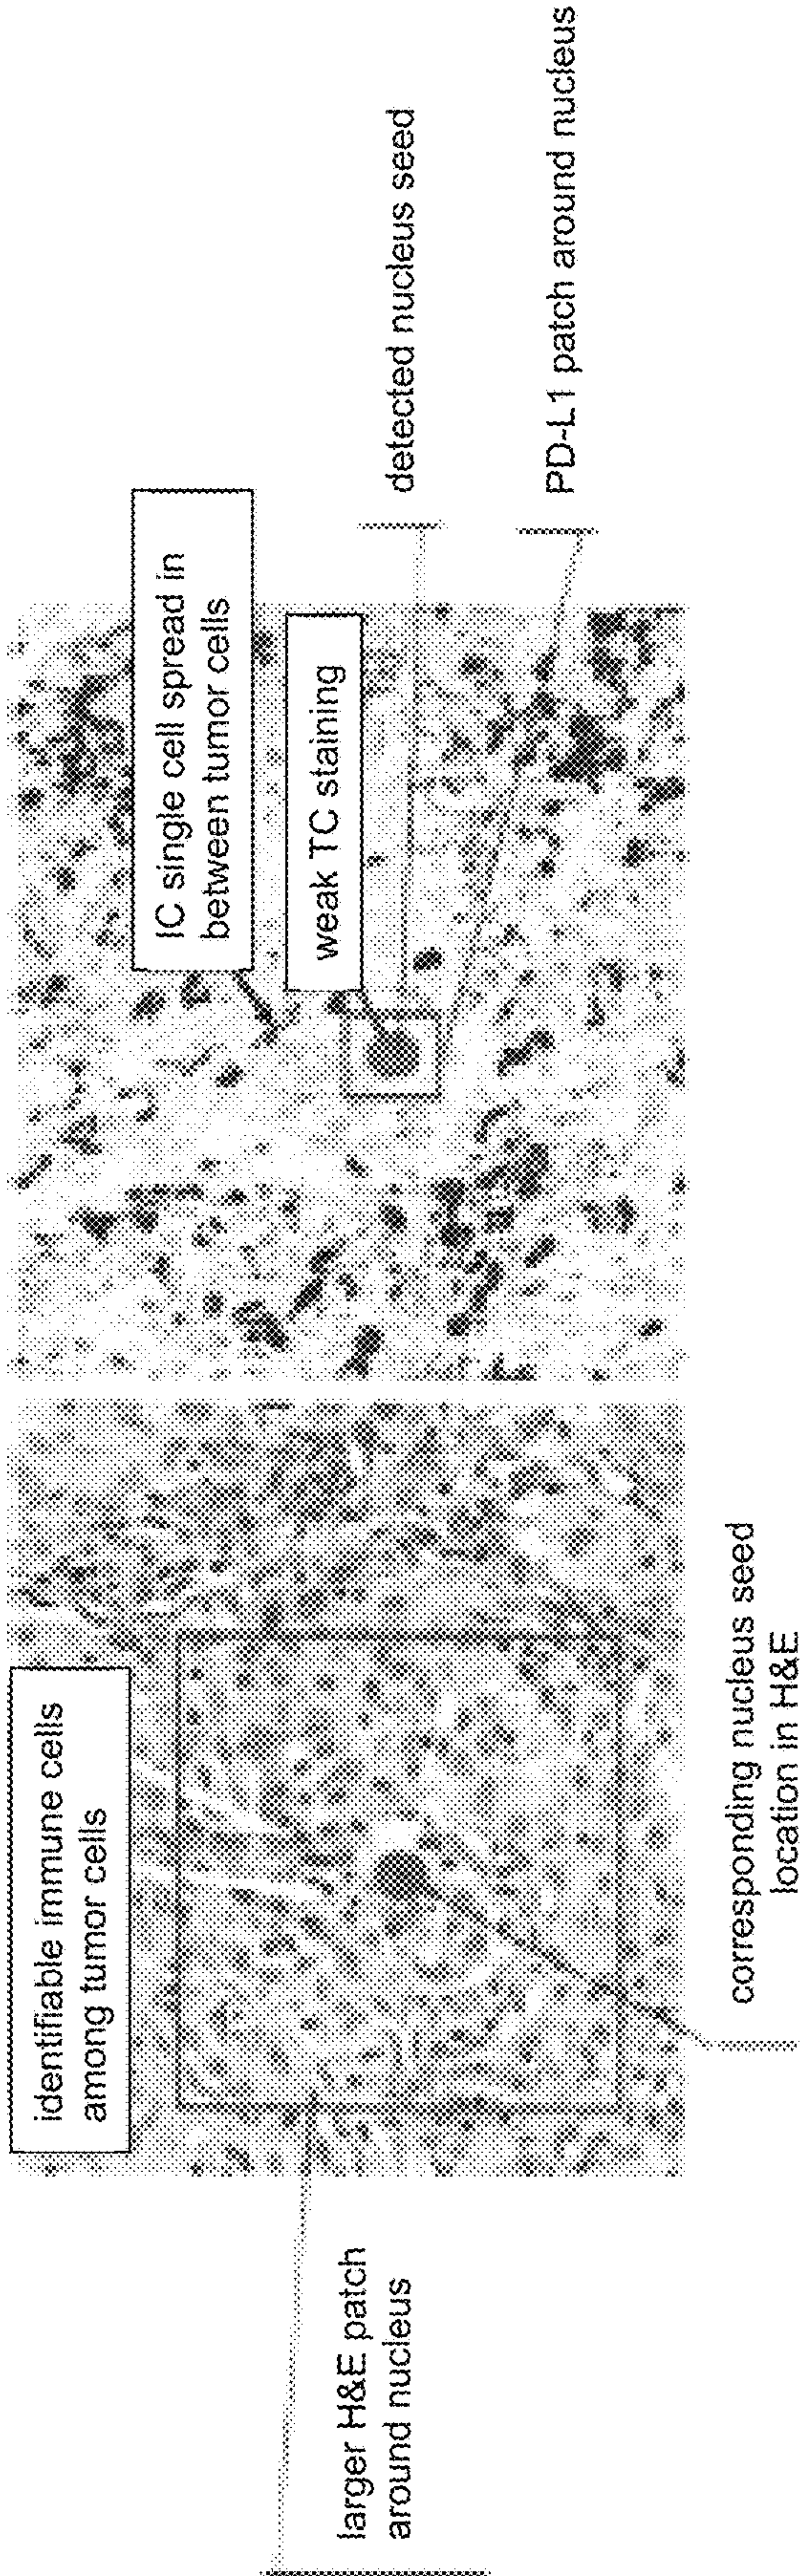 larger H&E patch
around nucleus
identifiable immune cells
among tumor cells
corresponding nucleus seed
location in H&E
IC single cell spread in
between tumor cells
weak TC staining
detected nucleus seed
PD-L1 patch around nucleus